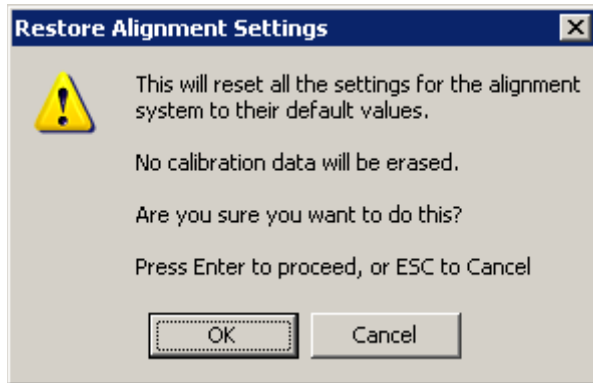 Restore Alignment Settings
This will reset all the settings for the alignment
system to their default values.
No calibration data will be erased.
Are you sure you want to do this?
Press Enter to proceed, or ESC to Cancel
OK
Cancel